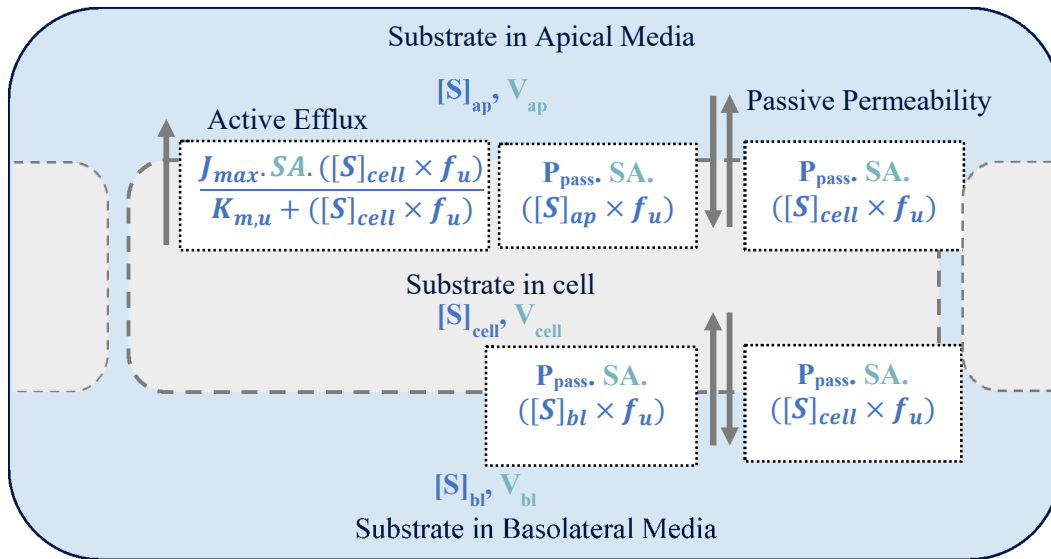 Substrate in Apical Media
[S]ap, Vap
Active Efflux
Passive Permeability
Jmax. SA. ([S]cell × fu)
Km,u + ([S]cell × fu)
Ppass. SA.
([S]ap × fu)
Ppass. SA.
([S]cell × fu)
Substrate in cell
[S]cell, Vcell
Ppass. SA.
([S]bl × fu)
Ppass. SA.
([S]cell × fu)
[S]bl, Vbl
Substrate in Basolateral Media